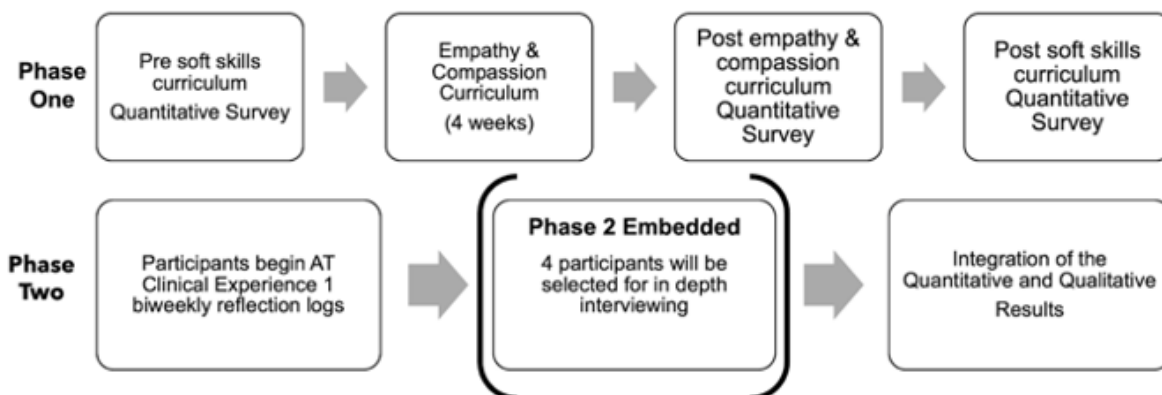 Phase
One
Pre soft skills
curriculum
Quantitative Survey
Empathy &
Compassion
Curriculum
(4 weeks)
Post empathy &
compassion
curriculum
Quantitative
Survey
Post soft skills
curriculum
Quantitative
Survey
Phase
Two
Participants begin AT
Clinical Experience 1
biweekly reflection logs
Phase 2 Embedded
4 participants will be
selected for in depth
interviewing
Integration of the
Quantitative and Qualitative
Results